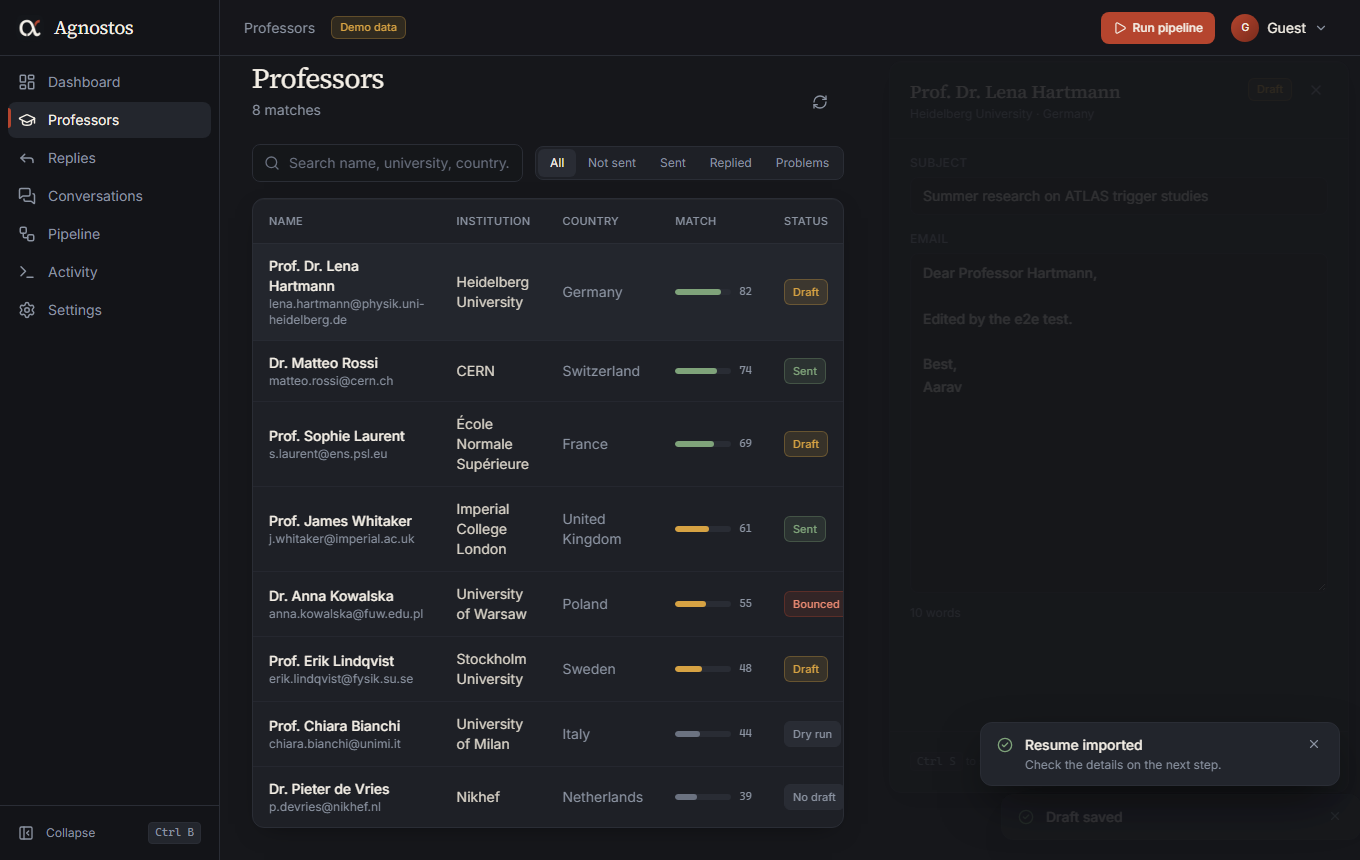 Agnostos
Professors
Demo data
Run pipeline
G
Guest
Dashboard
Professors
Replies
Conversations
Pipeline
Activity
Settings
Collapse
Ctrl B
Professors
8 matches
Search name, university, country.
All
Not sent
Sent
Replied
Problems
NAME
INSTITUTION
COUNTRY
MATCH
STATUS
Prof. Dr. Lena
Hartmann
lena.hartmann@physik.uni-
heidelberg.de
Heidelberg
University
Germany
82
Draft
Dr. Matteo Rossi
matteo.rossi@cern.ch
CERN
Switzerland
74
Sent
Prof. Sophie Laurent
s.laurent@ens.psl.eu
École
Normale
Supérieure
France
69
Draft
Prof. James Whitaker
j.whitaker@imperial.ac.uk
Imperial
College
London
United
Kingdom
61
Sent
Dr. Anna Kowalska
anna.kowalska@fuw.edu.pl
University
of Warsaw
Poland
55
Bounced
Prof. Erik Lindqvist
erik.lindqvist@fysik.su.se
Stockholm
University
Sweden
48
Draft
Prof. Chiara Bianchi
chiara.bianchi@unimi.it
University
of Milan
Italy
44
Dry run
Dr. Pieter de Vries
p.devries@nikhef.nl
Nikhef
Netherlands
39
No draft
Prof. Dr. Lena Hartmann
Draft
Heidelberg University · Germany
SUBJECT
Summer research on ATLAS trigger studies
EMAIL
Dear Professor Hartmann,
Edited by the e2e test.
Best,
Aarav
10 words
Ctrl S
Resume imported
Check the details on the next step.
Draft saved